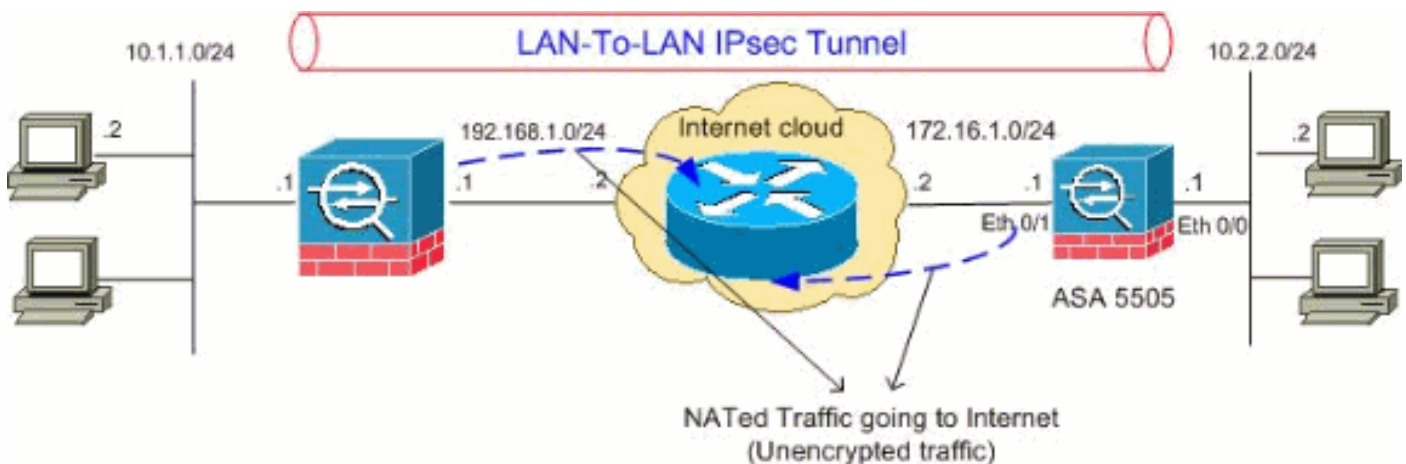 LAN-To-LAN IPsec Tunnel
10.1.1.0/24
10.2.2.0/24
.2
192.168.1.0/24
Internet cloud
172.16.1.0/24
.2
.1
.1
.2
.2
.1
.1
Eth 0/1
Eth 0/0
ASA 5505
NATed Traffic going to Internet
(Unencrypted traffic)